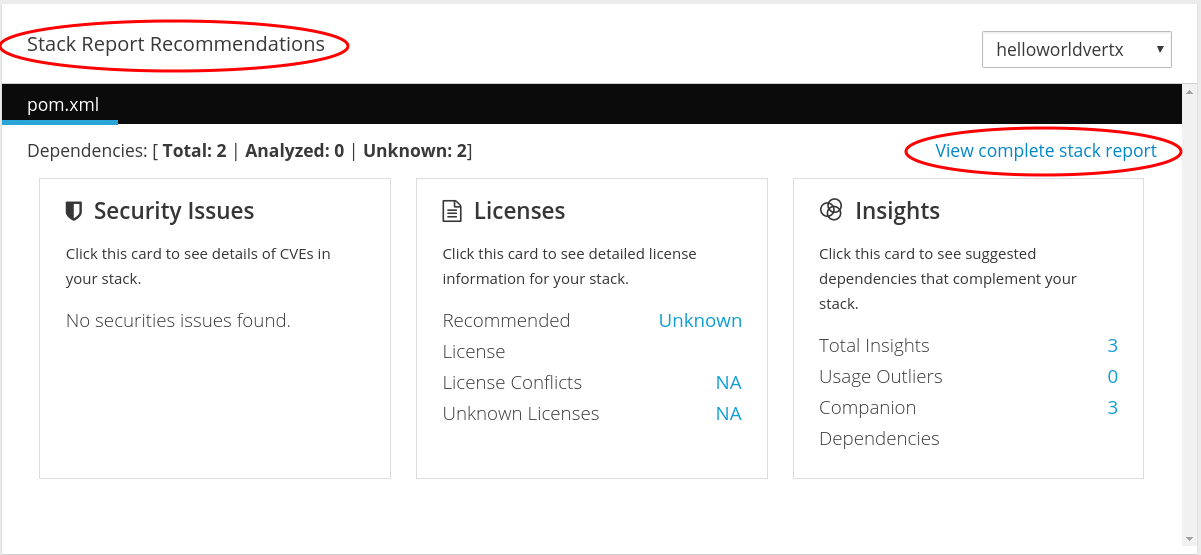 Stack Report Recommendations
helloworldvertx
pom.xml
Dependencies: [ Total: 2 | Analyzed: 0 | Unknown: 2]
View complete stack report
Security Issues
Click this card to see details of CVEs in
your stack.
No securities issues found.
Licenses
Click this card to see detailed license
information for your stack.
Recommended Unknown
License
License Conflicts NA
Unknown Licenses NA
Insights
Click this card to see suggested
dependencies that complement your
stack.
Total Insights 3
Usage Outliers 0
Companion 3
Dependencies